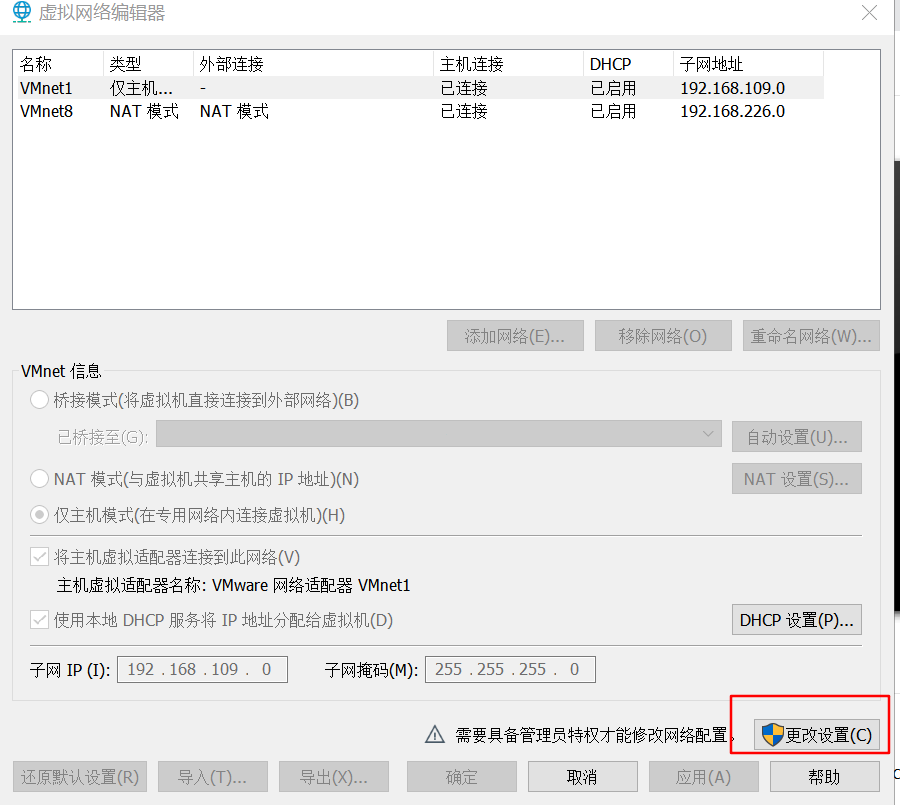 虚拟网络编辑器
名称 类型 外部连接 主机连接 DHCP 子网地址
VMnet1 仅主机... - 已连接 已启用 192.168.109.0
VMnet8 NAT 模式 NAT 模式 已连接 已启用 192.168.226.0
添加网络(E)... 移除网络(O) 重命名网络(W)...
VMnet 信息
桥接模式(将虚拟机直接连接到外部网络)(B)
已桥接至(G): 自动设置(U)...
NAT 模式(与虚拟机共享主机的 IP 地址)(N) NAT 设置(S)...
仅主机模式(在专用网络内连接虚拟机)(H)
将主机虚拟适配器连接到此网络(V)
主机虚拟适配器名称: VMware 网络适配器 VMnet1
使用本地 DHCP 服务将 IP 地址分配给虚拟机(D) DHCP 设置(P)...
子网 IP (I): 192 . 168 . 109 . 0 子网掩码(M): 255 . 255 . 255 . 0
需要具备管理员特权才能修改网络配置。 更改设置(C)
还原默认设置(R) 导入(T)... 导出(X)... 确定 取消 应用(A) 帮助